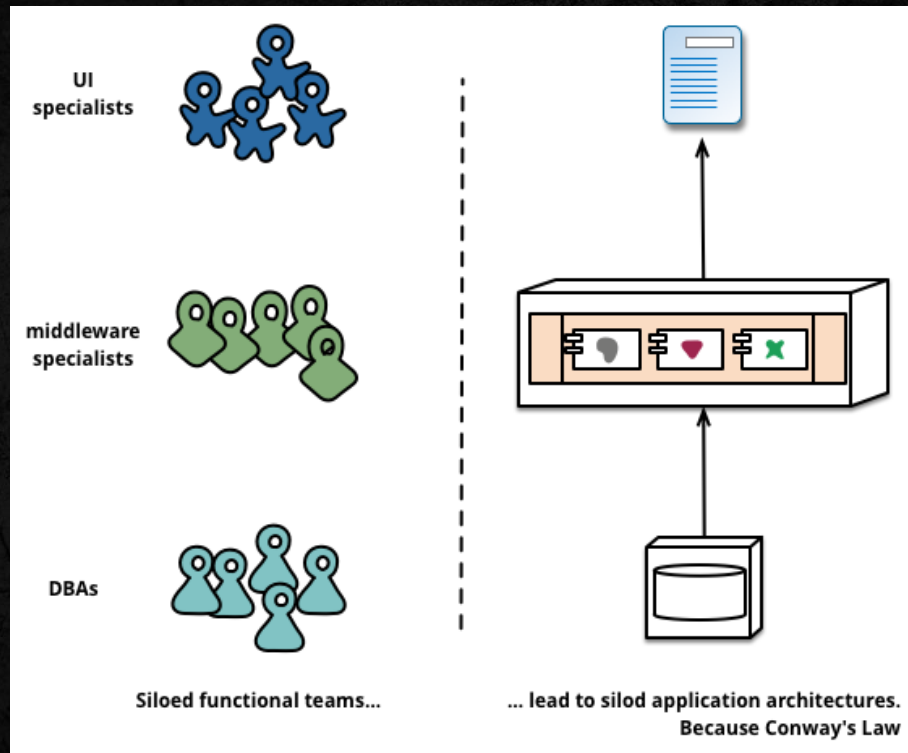 UI
specialists
middleware
specialists
DBAs
Siloed functional teams...
... lead to silod application architectures.
Because Conway's Law